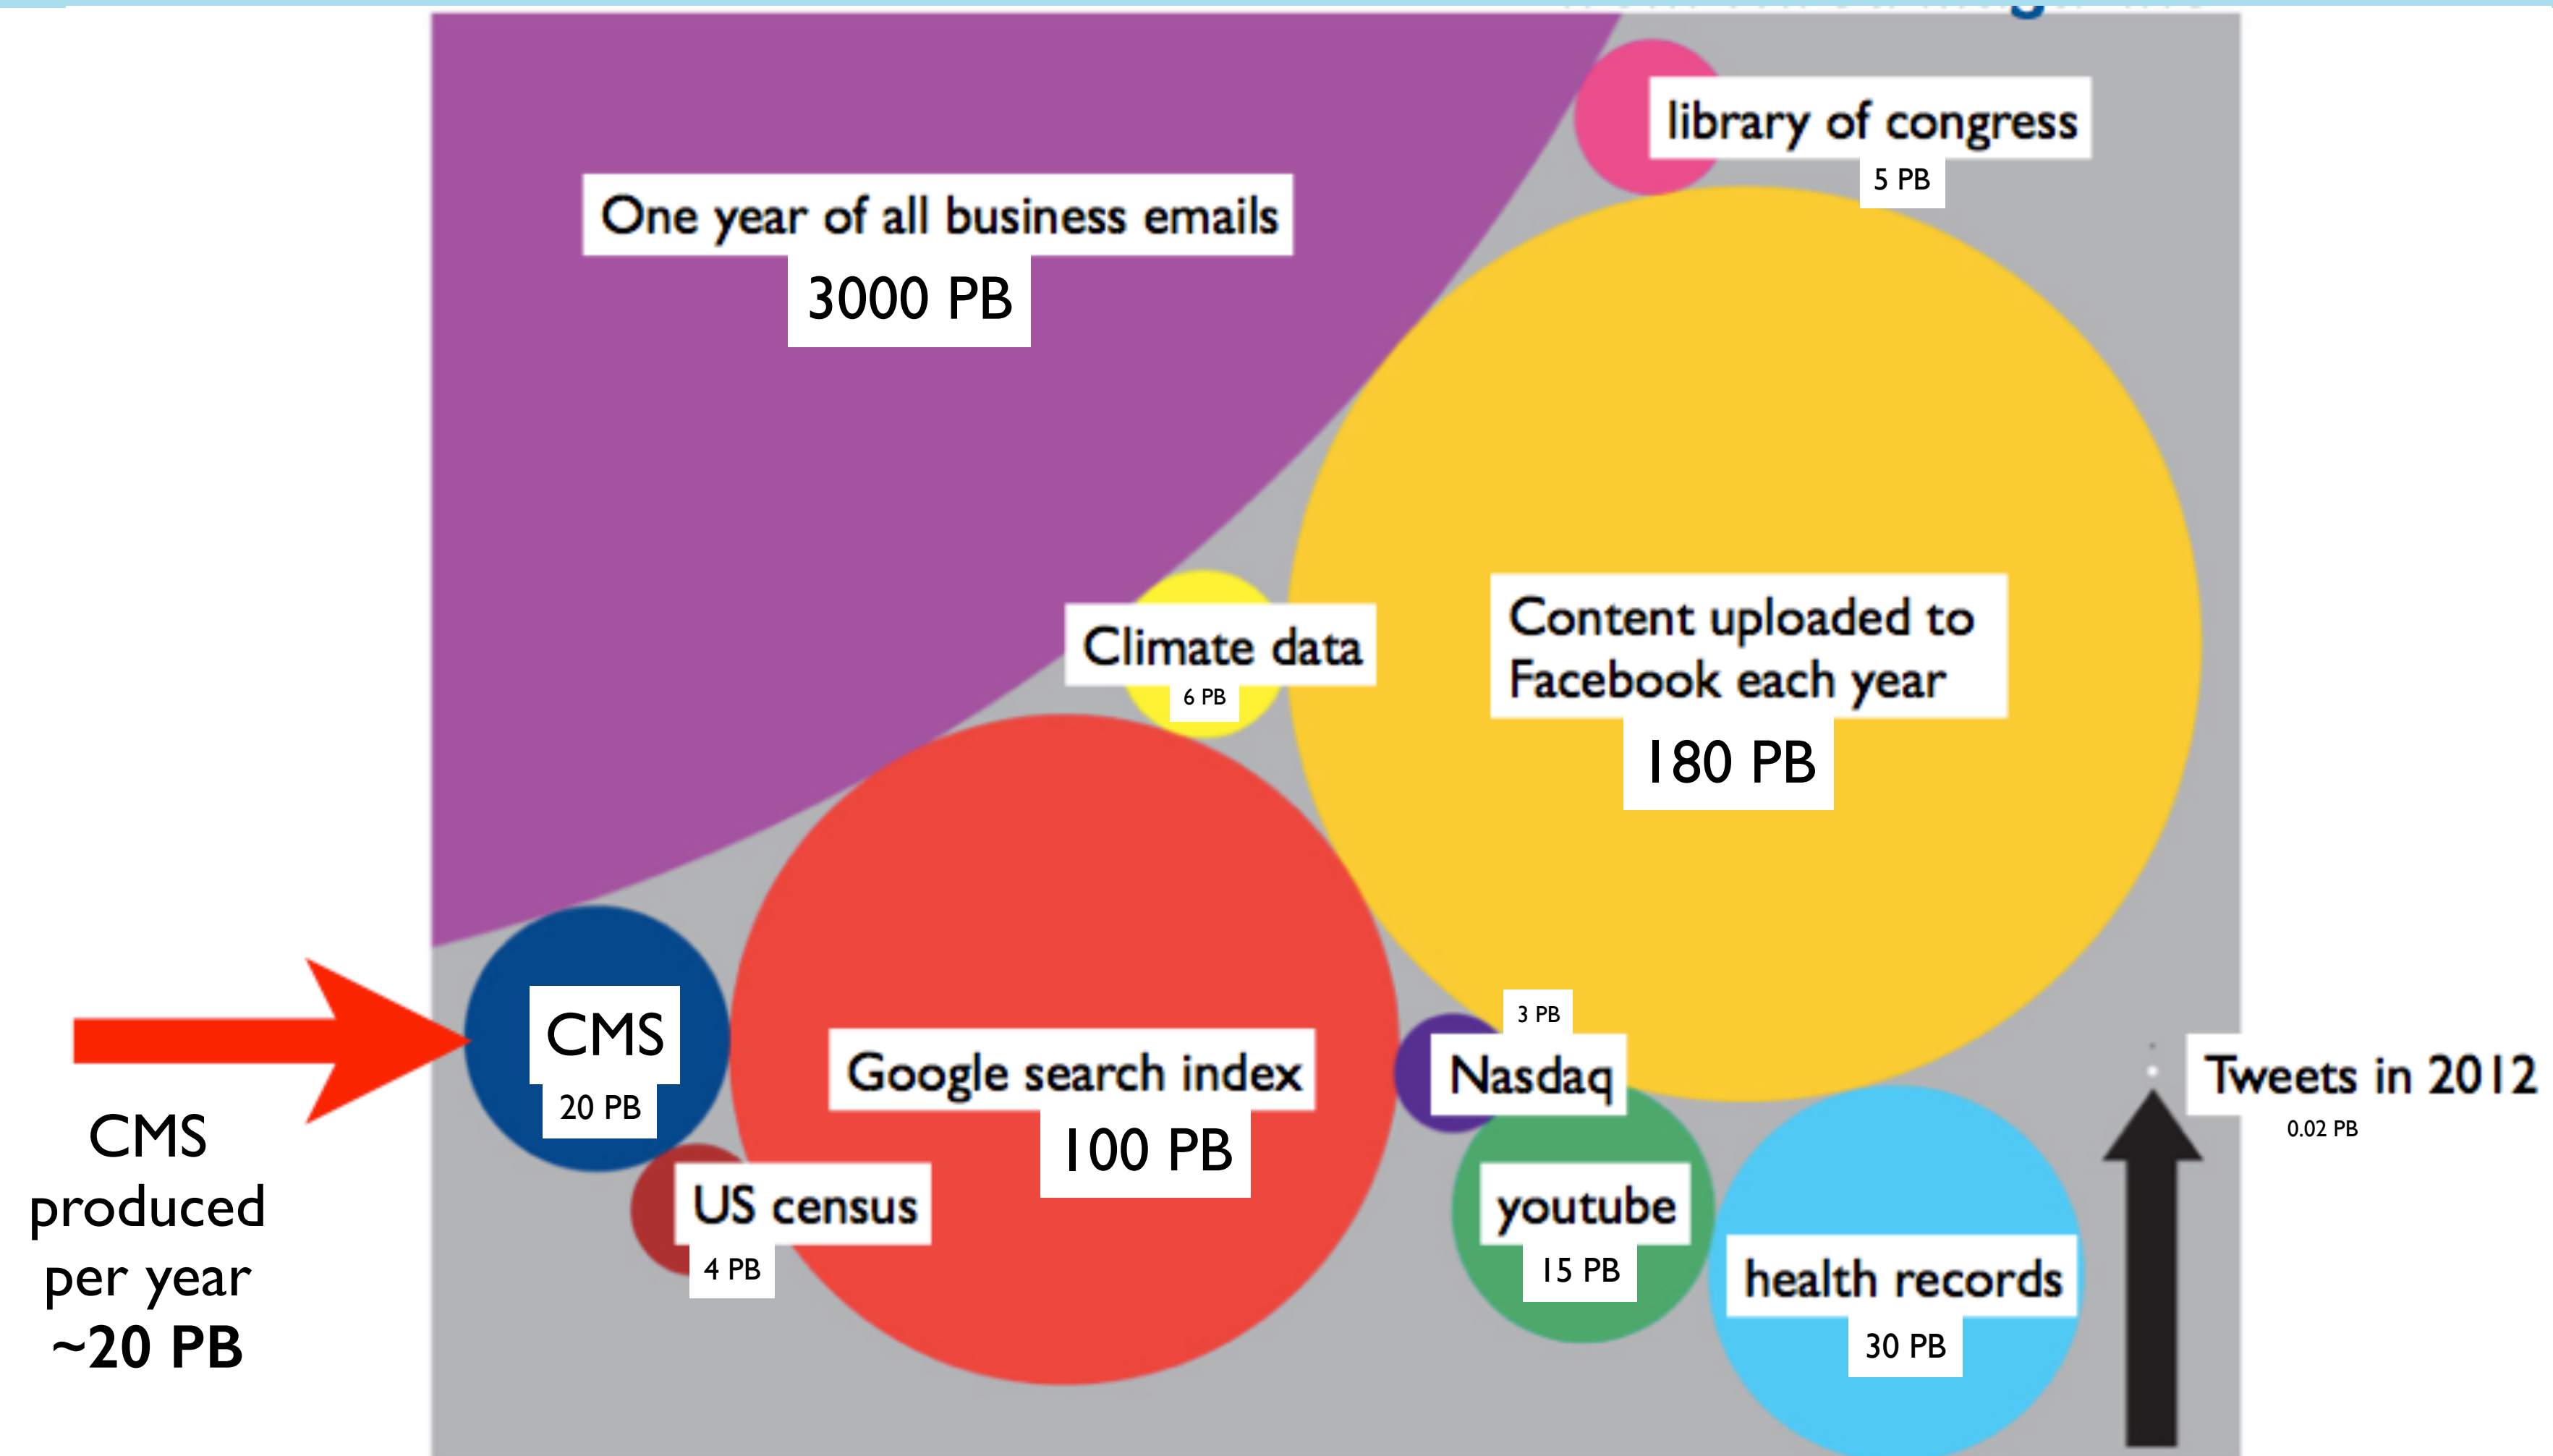 library of congress
5 PB
One year of all business emails
3000 PB
Climate data
6 PB
Content uploaded to
Facebook each year
180 PB
CMS
20 PB
Google search index
100 PB
3 PB
Nasdaq
Tweets in 2012
0.02 PB
US census
4 PB
youtube
15 PB
health records
30 PB
CMS
produced
per year
~20 PB